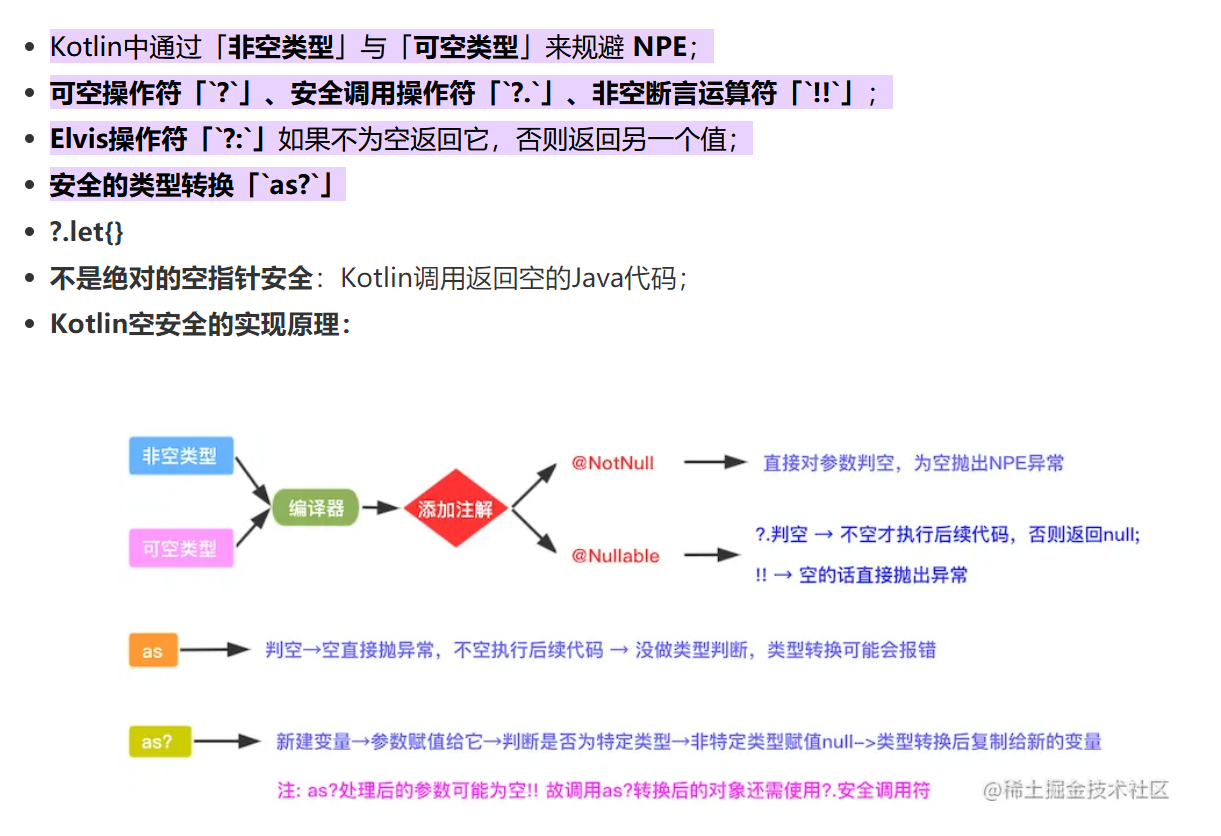 Kotlin中通过「非空类型」与「可空类型」来规避 NPE；
可空操作符「`?`」、安全调用操作符「`?.`」、非空断言运算符「`!!`」；
Elvis操作符「`?:`」如果不为空返回它，否则返回另一个值；
安全的类型转换「`as?`」
?.let{}
不是绝对的空指针安全：Kotlin调用返回空的Java代码；
Kotlin空安全的实现原理：
非空类型
可空类型
编译器
添加注解
@NotNull
直接对参数判空，为空抛出NPE异常
@Nullable
?.判空 → 不空才执行后续代码，否则返回null;
!! → 空的话直接抛出异常
as
判空→空直接抛异常，不空执行后续代码 → 没做类型判断，类型转换可能会报错
as?
新建变量→参数赋值给它→判断是否为特定类型→非特定类型赋值null–>类型转换后复制给新的变量
注: as?处理后的参数可能为空!! 故调用as?转换后的对象还需使用?.安全调用符
@稀土掘金技术社区